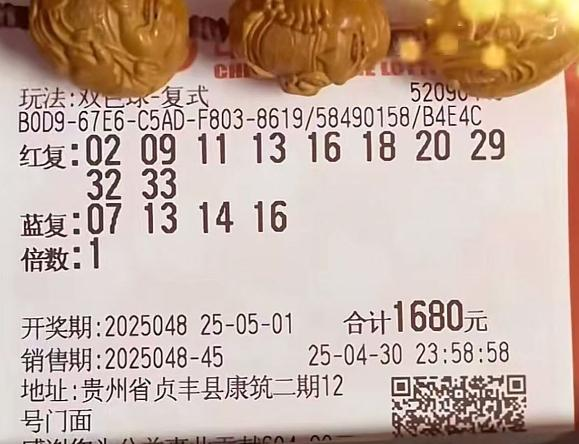 玩法:双色球-复式
B0D9-67E6-C5AD-F803-8619/58490158/B4E4C
红复:02 09 11 13 16 18 20 29
32 33
蓝复:07 13 14 16
倍数:1
开奖期:2025048 25-05-01 合计1680元
销售期:2025048-45 25-04-30 23:58:58
地址:贵州省贞丰县康筑二期12
号门面